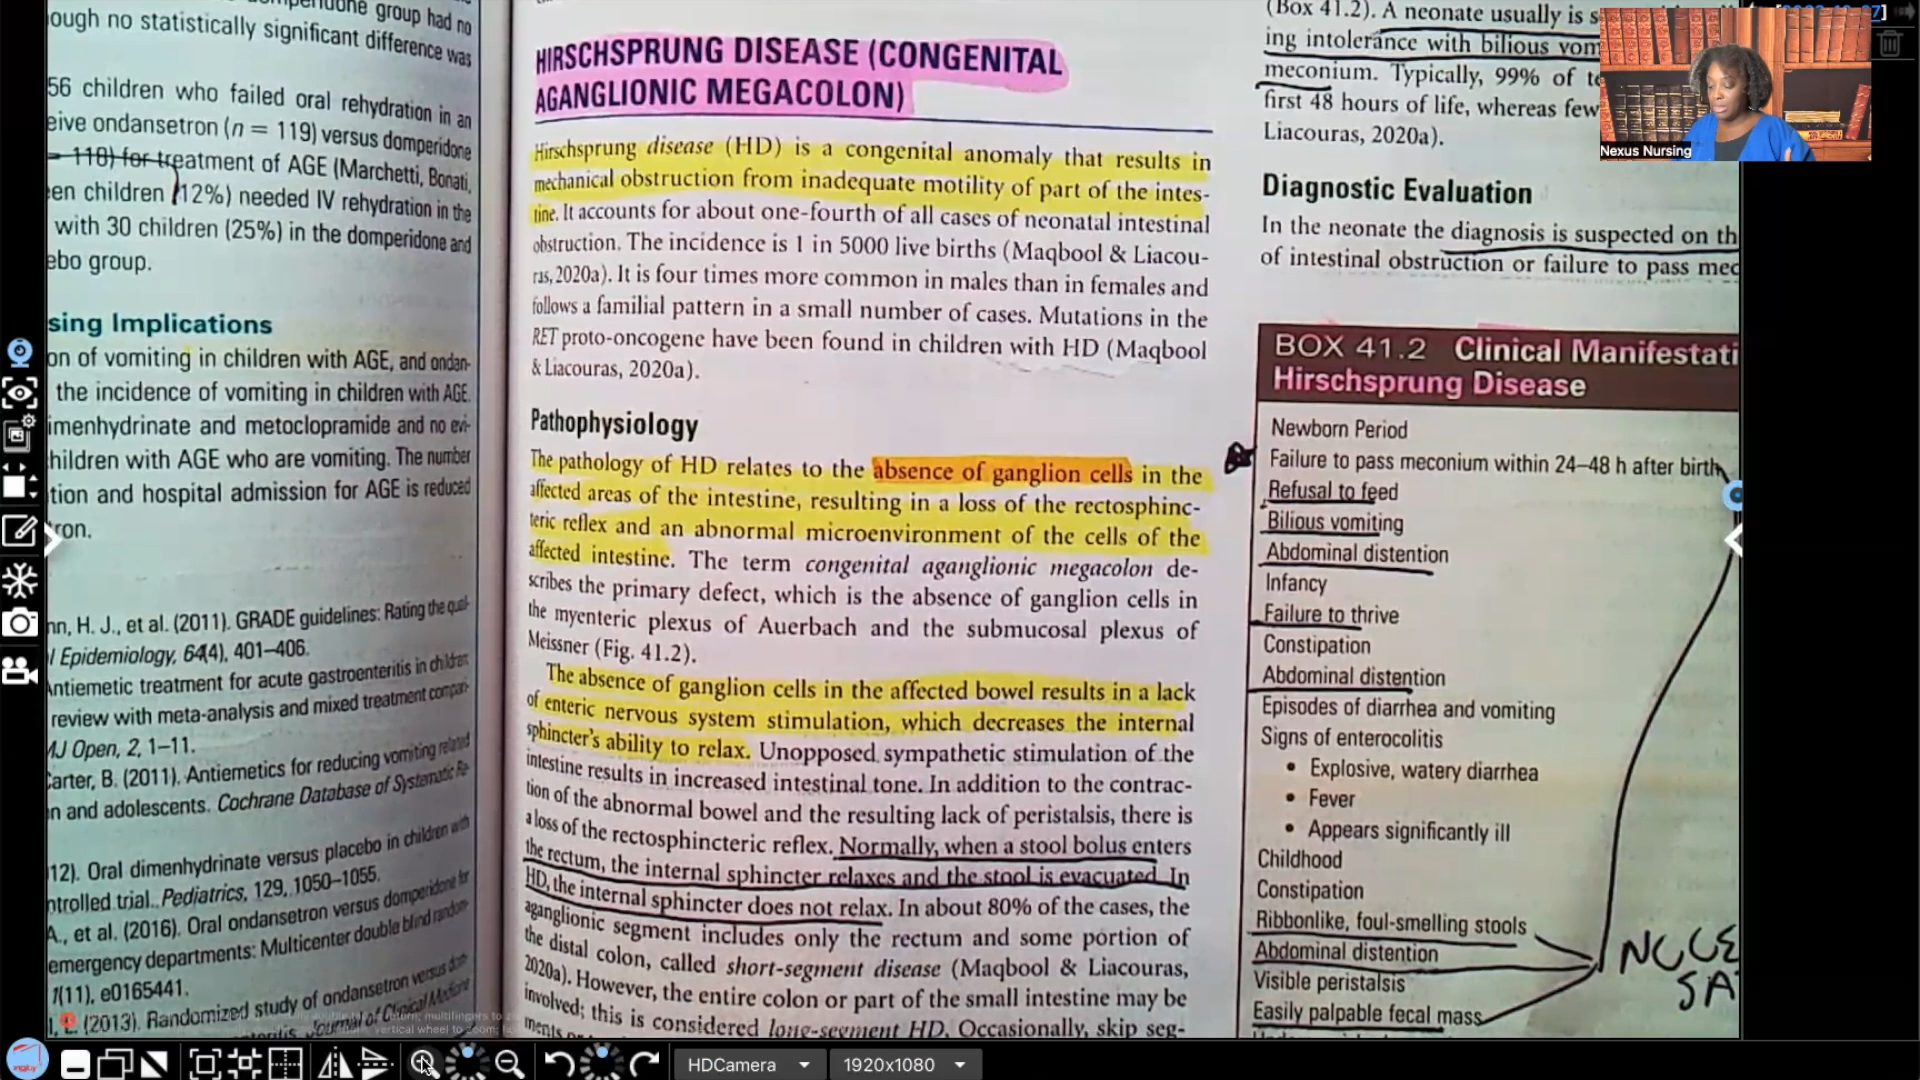 group had no
ough no statistically significant difference was
56 children who failed oral rehydration in an
eive ondansetron (n = 119) versus domperidone
= 118) for treatment of AGE (Marchetti, Bonati,
en children (12%) needed IV rehydration in the
with 30 children (25%) in the domperidone and
ebo group.
sing Implications
on of vomiting in children with AGE, and ondan-
the incidence of vomiting in children with AGE.
imenhydrinate and metoclopramide and no evi-
hildren with AGE who are vomiting. The number
tion and hospital admission for AGE is reduced
ron.
nn, H. J., et al. (2011). GRADE guidelines: Rating the qual-
l Epidemiology, 64(4), 401–406.
Antiemetic treatment for acute gastroenteritis in children:
review with meta-analysis and mixed treatment compari-
MJ Open, 2, 1–11.
Carter, B. (2011). Antiemetics for reducing vomiting related
n and adolescents. Cochrane Database of Systematic Re-
12). Oral dimenhydrinate versus placebo in children with
ntrolled trial. Pediatrics, 129, 1050–1055.
A., et al. (2016). Oral ondansetron versus domperidone for
emergency departments: Multicenter double blind random-
1(11), e0165441.
(2013). Randomized study of ondansetron versus dom-
Journal of Clinical Medicine
HIRSCHSPRUNG DISEASE (CONGENITAL
AGANGLIONIC MEGACOLON)
Hirschsprung disease (HD) is a congenital anomaly that results in
mechanical obstruction from inadequate motility of part of the intes-
tine. It accounts for about one-fourth of all cases of neonatal intestinal
obstruction. The incidence is 1 in 5000 live births (Maqbool & Liacou-
ras, 2020a). It is four times more common in males than in females and
follows a familial pattern in a small number of cases. Mutations in the
RET proto-oncogene have been found in children with HD (Maqbool
& Liacouras, 2020a).
Pathophysiology
The pathology of HD relates to the absence of ganglion cells in the
affected areas of the intestine, resulting in a loss of the rectosphinc-
teric reflex and an abnormal microenvironment of the cells of the
affected intestine. The term congenital aganglionic megacolon de-
scribes the primary defect, which is the absence of ganglion cells in
the myenteric plexus of Auerbach and the submucosal plexus of
Meissner (Fig. 41.2).
The absence of ganglion cells in the affected bowel results in a lack
of enteric nervous system stimulation, which decreases the internal
sphincter's ability to relax. Unopposed sympathetic stimulation of the
intestine results in increased intestinal tone. In addition to the contrac-
tion of the abnormal bowel and the resulting lack of peristalsis, there is
a loss of the rectosphincteric reflex. Normally, when a stool bolus enters
the rectum, the internal sphincter relaxes and the stool is evacuated. In
HD, the internal sphincter does not relax. In about 80% of the cases, the
aganglionic segment includes only the rectum and some portion of
the distal colon, called short-segment disease (Maqbool & Liacouras,
2020a). However, the entire colon or part of the small intestine may be
involved; this is considered long-segment HD. Occasionally, skip seg-
(Box 41.2). A neonate usually is s
ing intolerance with bilious vom
meconium. Typically, 99% of te
first 48 hours of life, whereas few
Liacouras, 2020a).
Diagnostic Evaluation
In the neonate the diagnosis is suspected on th
of intestinal obstruction or failure to pass mec
BOX 41.2 Clinical Manifestati
Hirschsprung Disease
Newborn Period
Failure to pass meconium within 24–48 h after birth
Refusal to feed
Bilious vomiting
Abdominal distention
Infancy
Failure to thrive
Constipation
Abdominal distention
Episodes of diarrhea and vomiting
Signs of enterocolitis
• Explosive, watery diarrhea
• Fever
• Appears significantly ill
Childhood
Constipation
Ribbonlike, foul-smelling stools
Abdominal distention
Visible peristalsis
Easily palpable fecal mass
Nexus Nursing
HDCamera
1920x1080